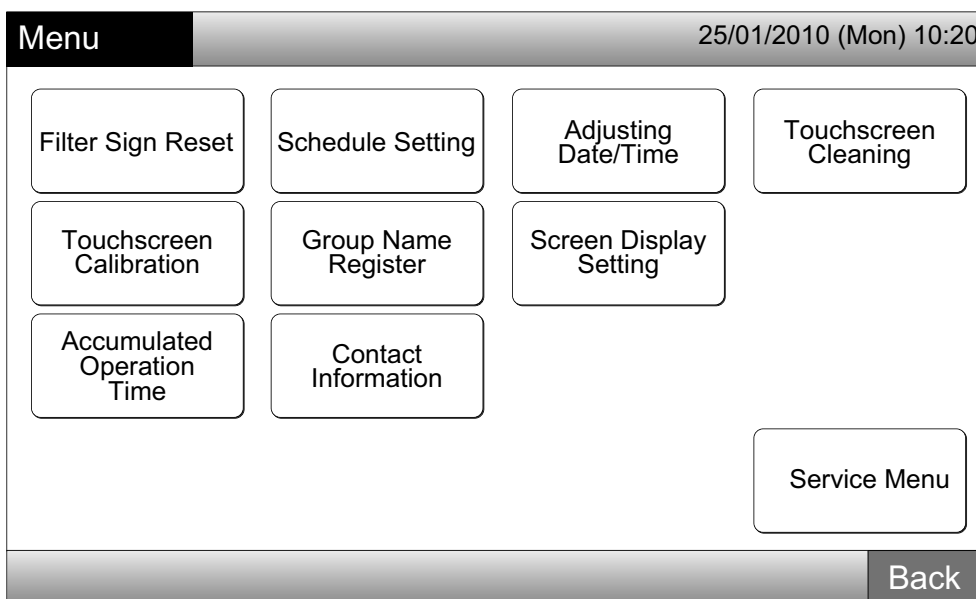 Menu
25/01/2010 (Mon) 10:20
Filter Sign Reset
Schedule Setting
Adjusting
Date/Time
Touchscreen
Cleaning
Touchscreen
Calibration
Group Name
Register
Screen Display
Setting
Accumulated
Operation
Time
Contact
Information
Service Menu
Back